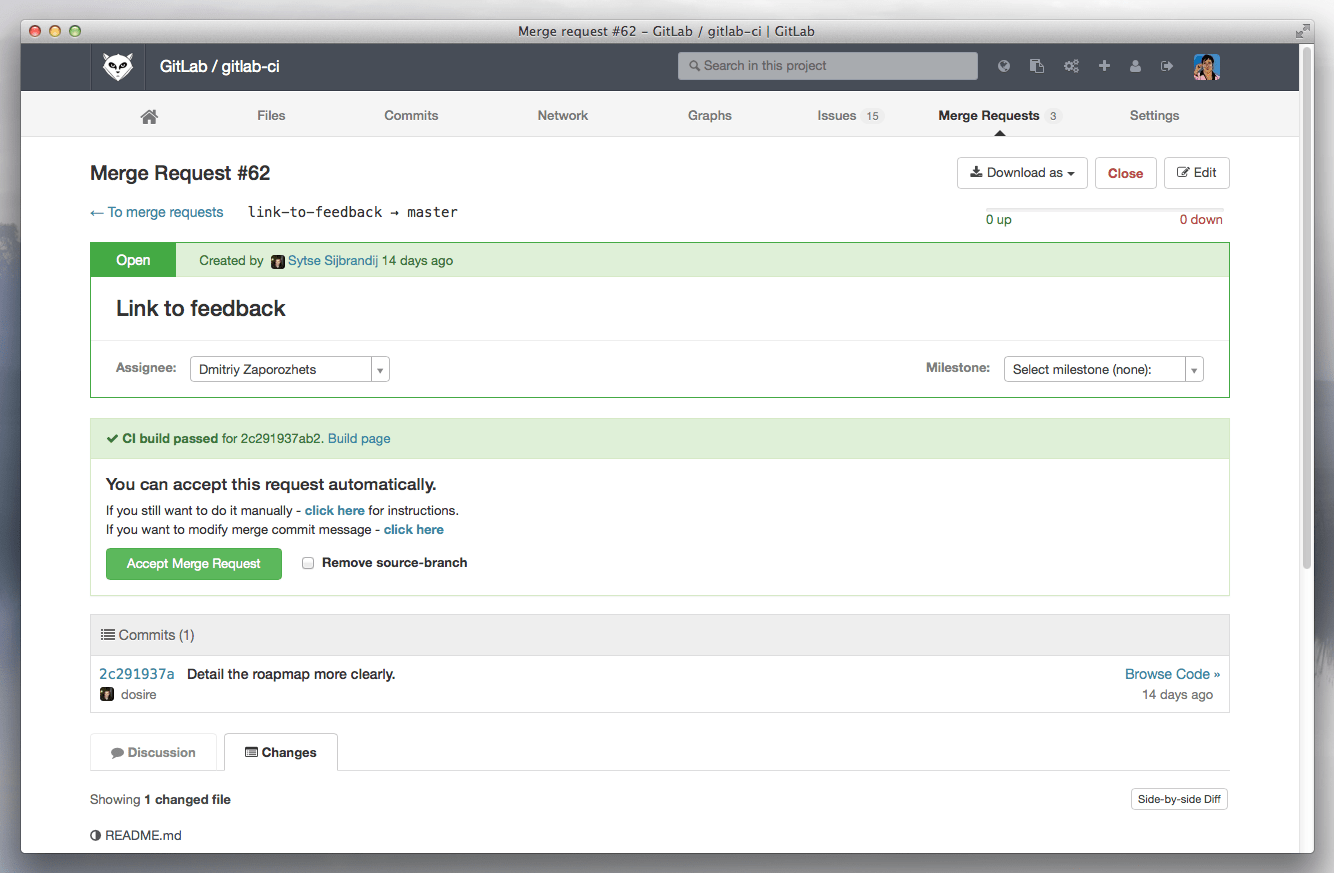 Merge request #62 - GitLab / gitlab-ci | GitLab
GitLab / gitlab-ci
Search in this project
Files
Commits
Network
Graphs
Issues 15
Merge Requests 3
Settings
Merge Request #62
Download as
Close
Edit
← To merge requests
link-to-feedback → master
0 up
0 down
Open
Created by Sytse Sijbrandij 14 days ago
Link to feedback
Assignee:
Dmitriy Zaporozhets
Milestone:
Select milestone (none):
CI build passed for 2c291937ab2. Build page
You can accept this request automatically.
If you still want to do it manually - click here for instructions.
If you want to modify merge commit message - click here
Accept Merge Request
Remove source-branch
Commits (1)
2c291937a Detail the roapmap more clearly.
Browse Code »
dosire
14 days ago
Discussion
Changes
Showing 1 changed file
Side-by-side Diff
README.md